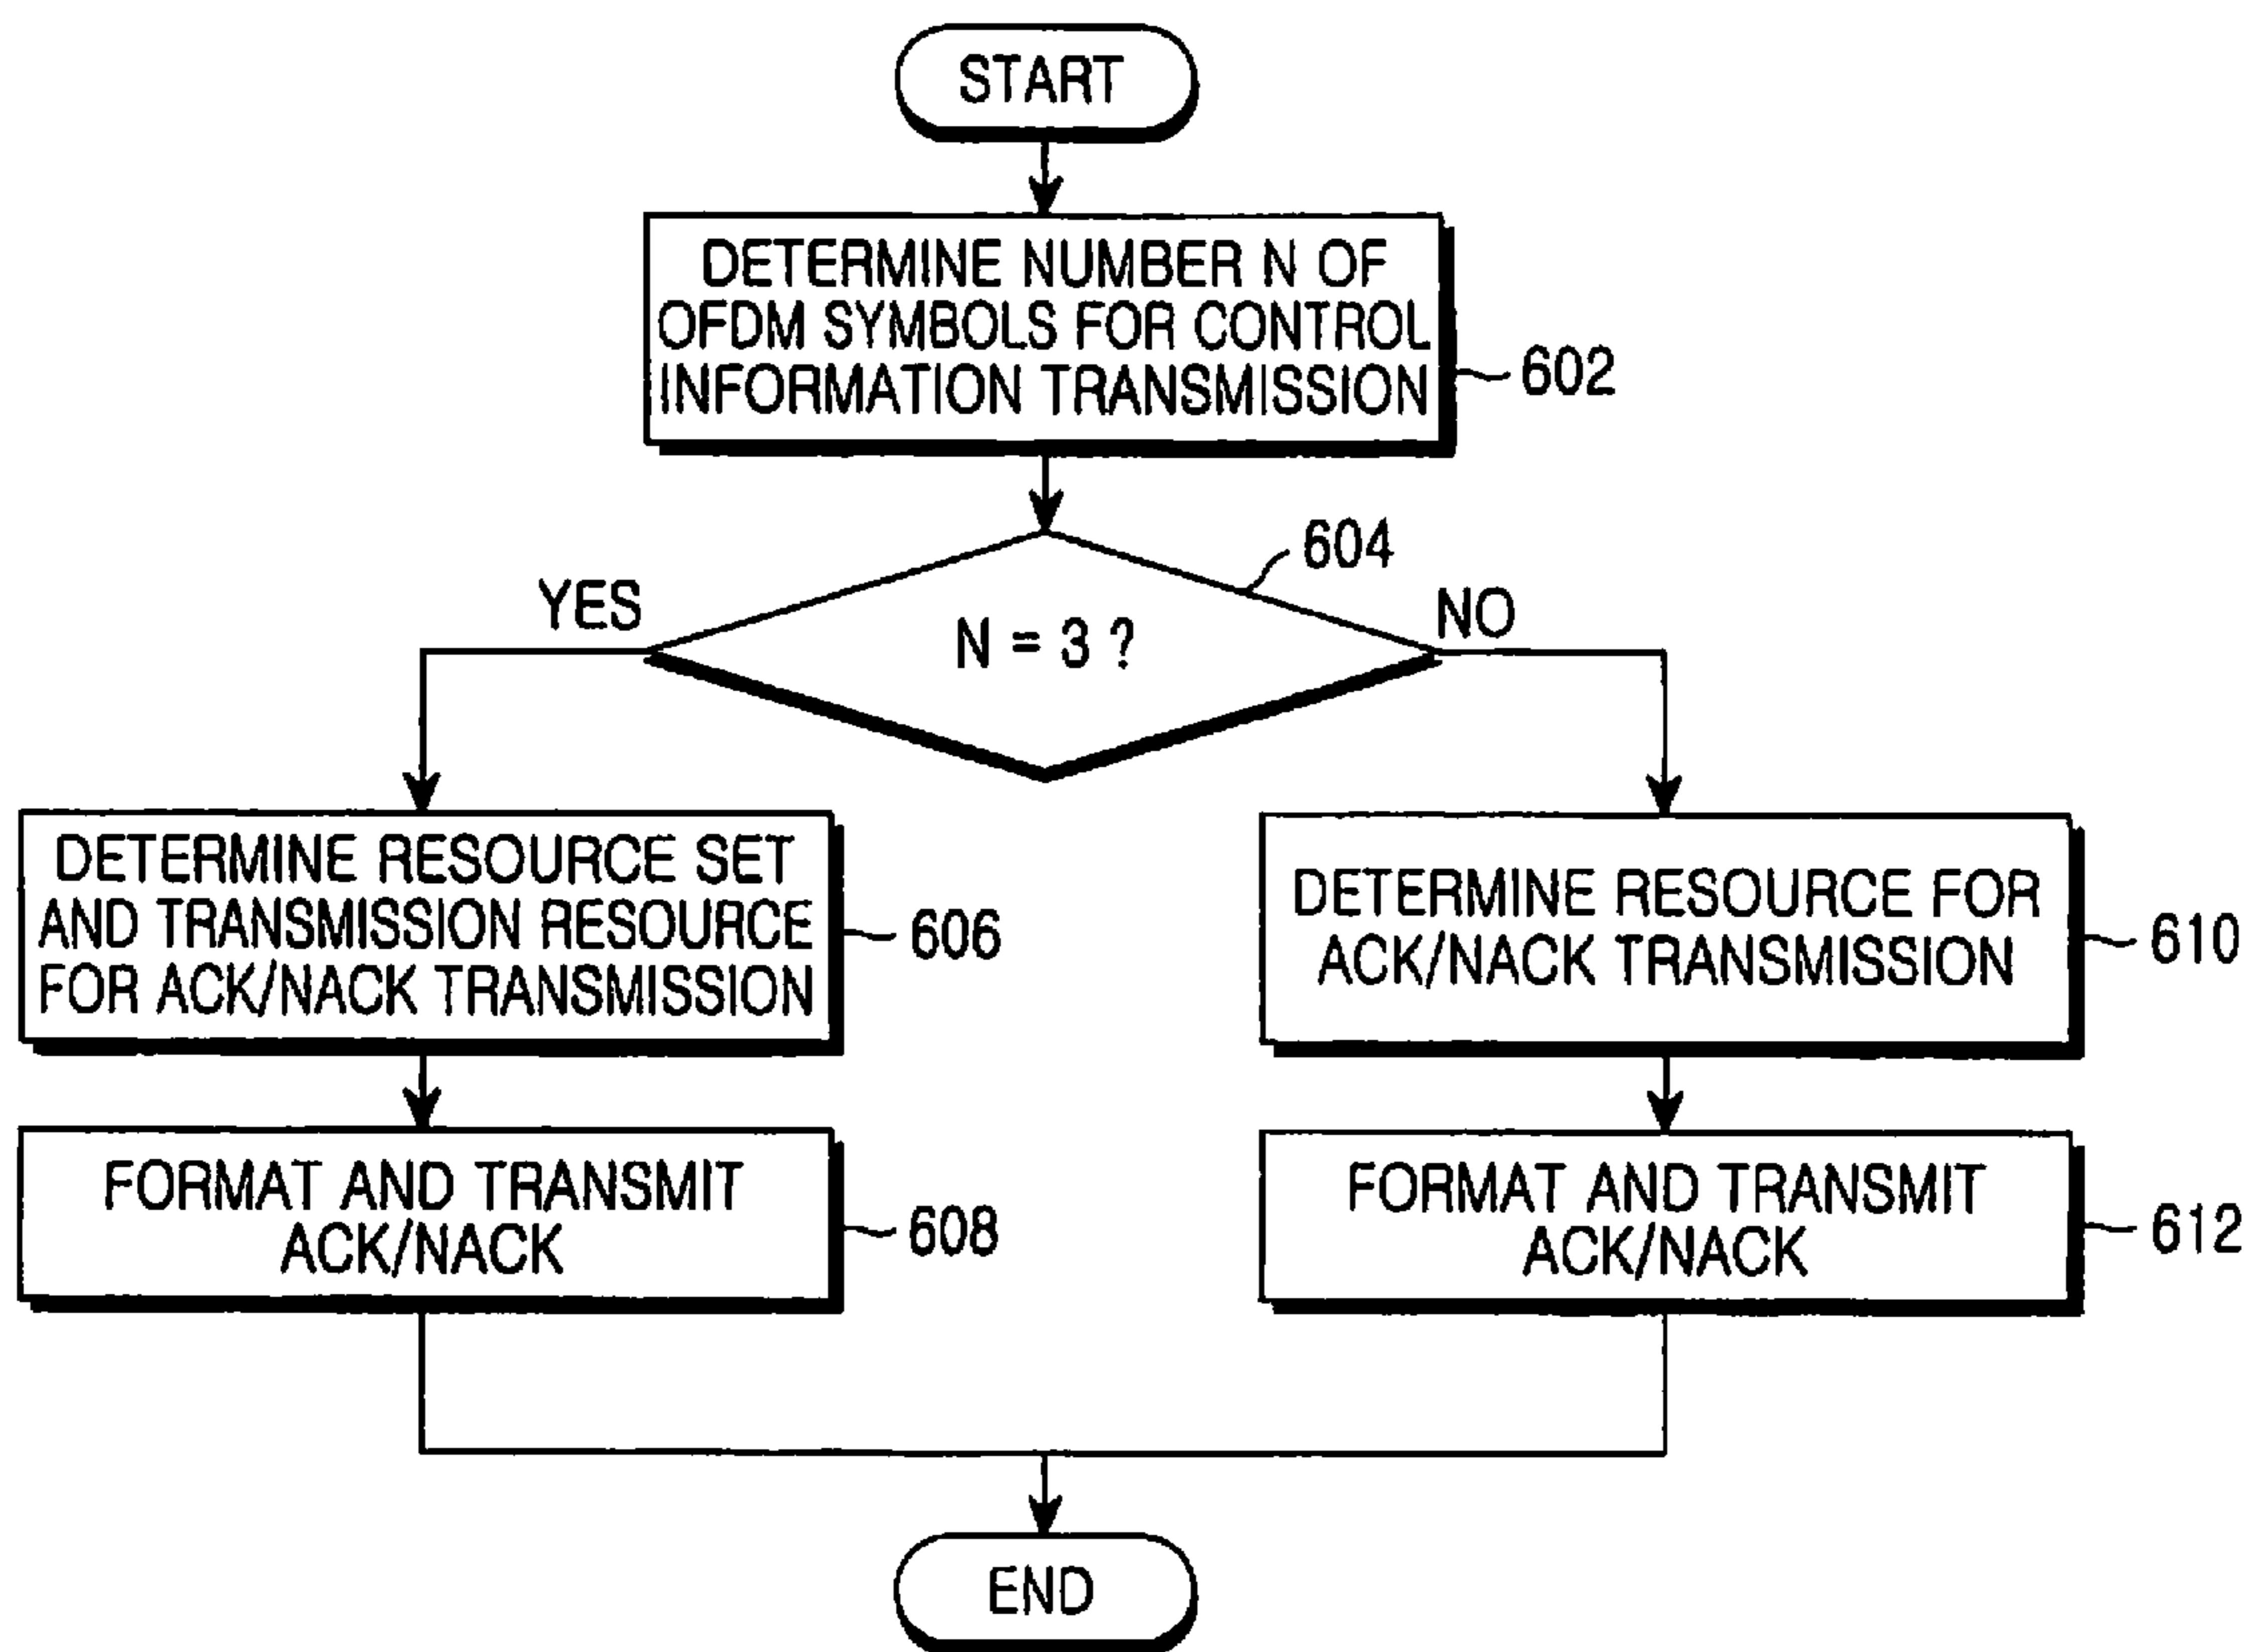 START
DETERMINE NUMBER N OF
OFDM SYMBOLS FOR CONTROL
INFORMATION TRANSMISSION
602
604
YES
N = 3 ?
NO
DETERMINE RESOURCE SET
AND TRANSMISSION RESOURCE
FOR ACK/NACK TRANSMISSION
606
DETERMINE RESOURCE FOR
ACK/NACK TRANSMISSION
610
FORMAT AND TRANSMIT
ACK/NACK
608
FORMAT AND TRANSMIT
ACK/NACK
612
END